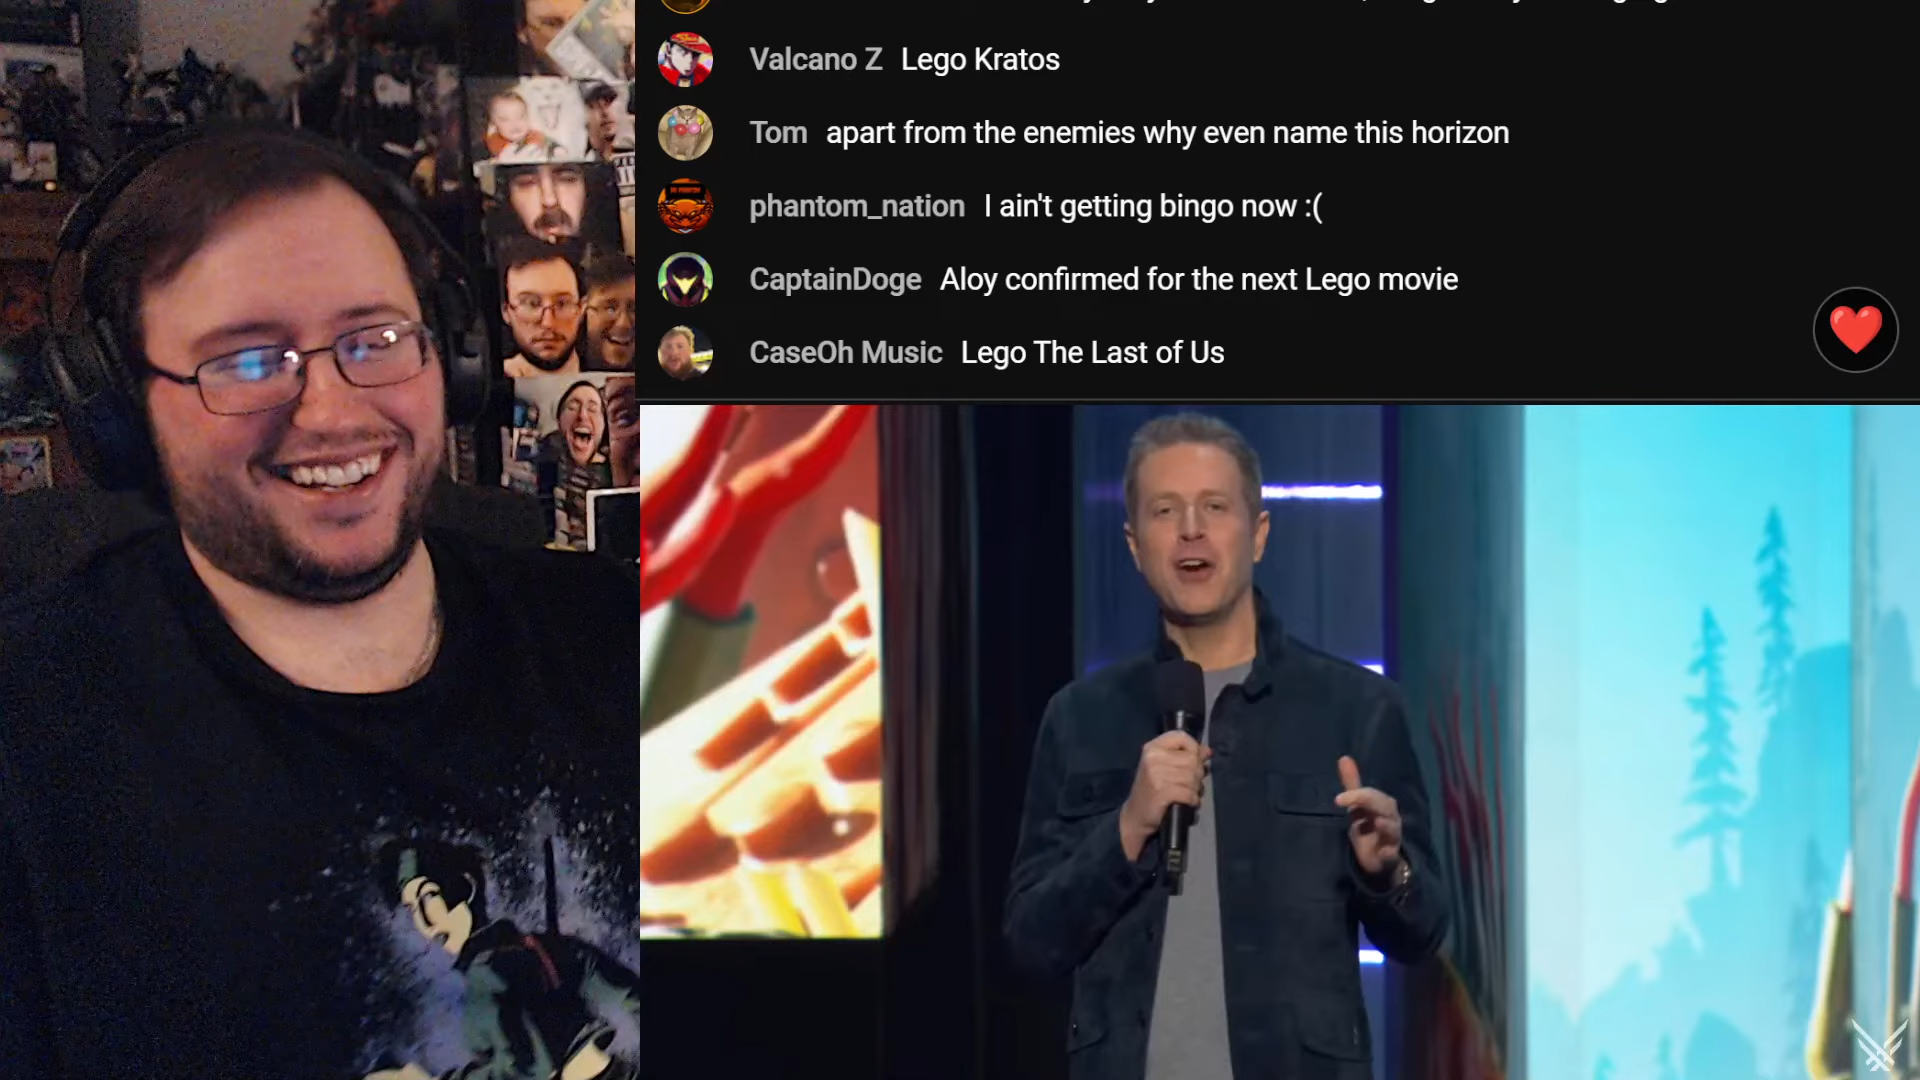 Valcano Z Lego Kratos
Tom apart from the enemies why even name this horizon
phantom_nation I ain't getting bingo now :(
CaptainDoge Aloy confirmed for the next Lego movie
CaseOh Music Lego The Last of Us